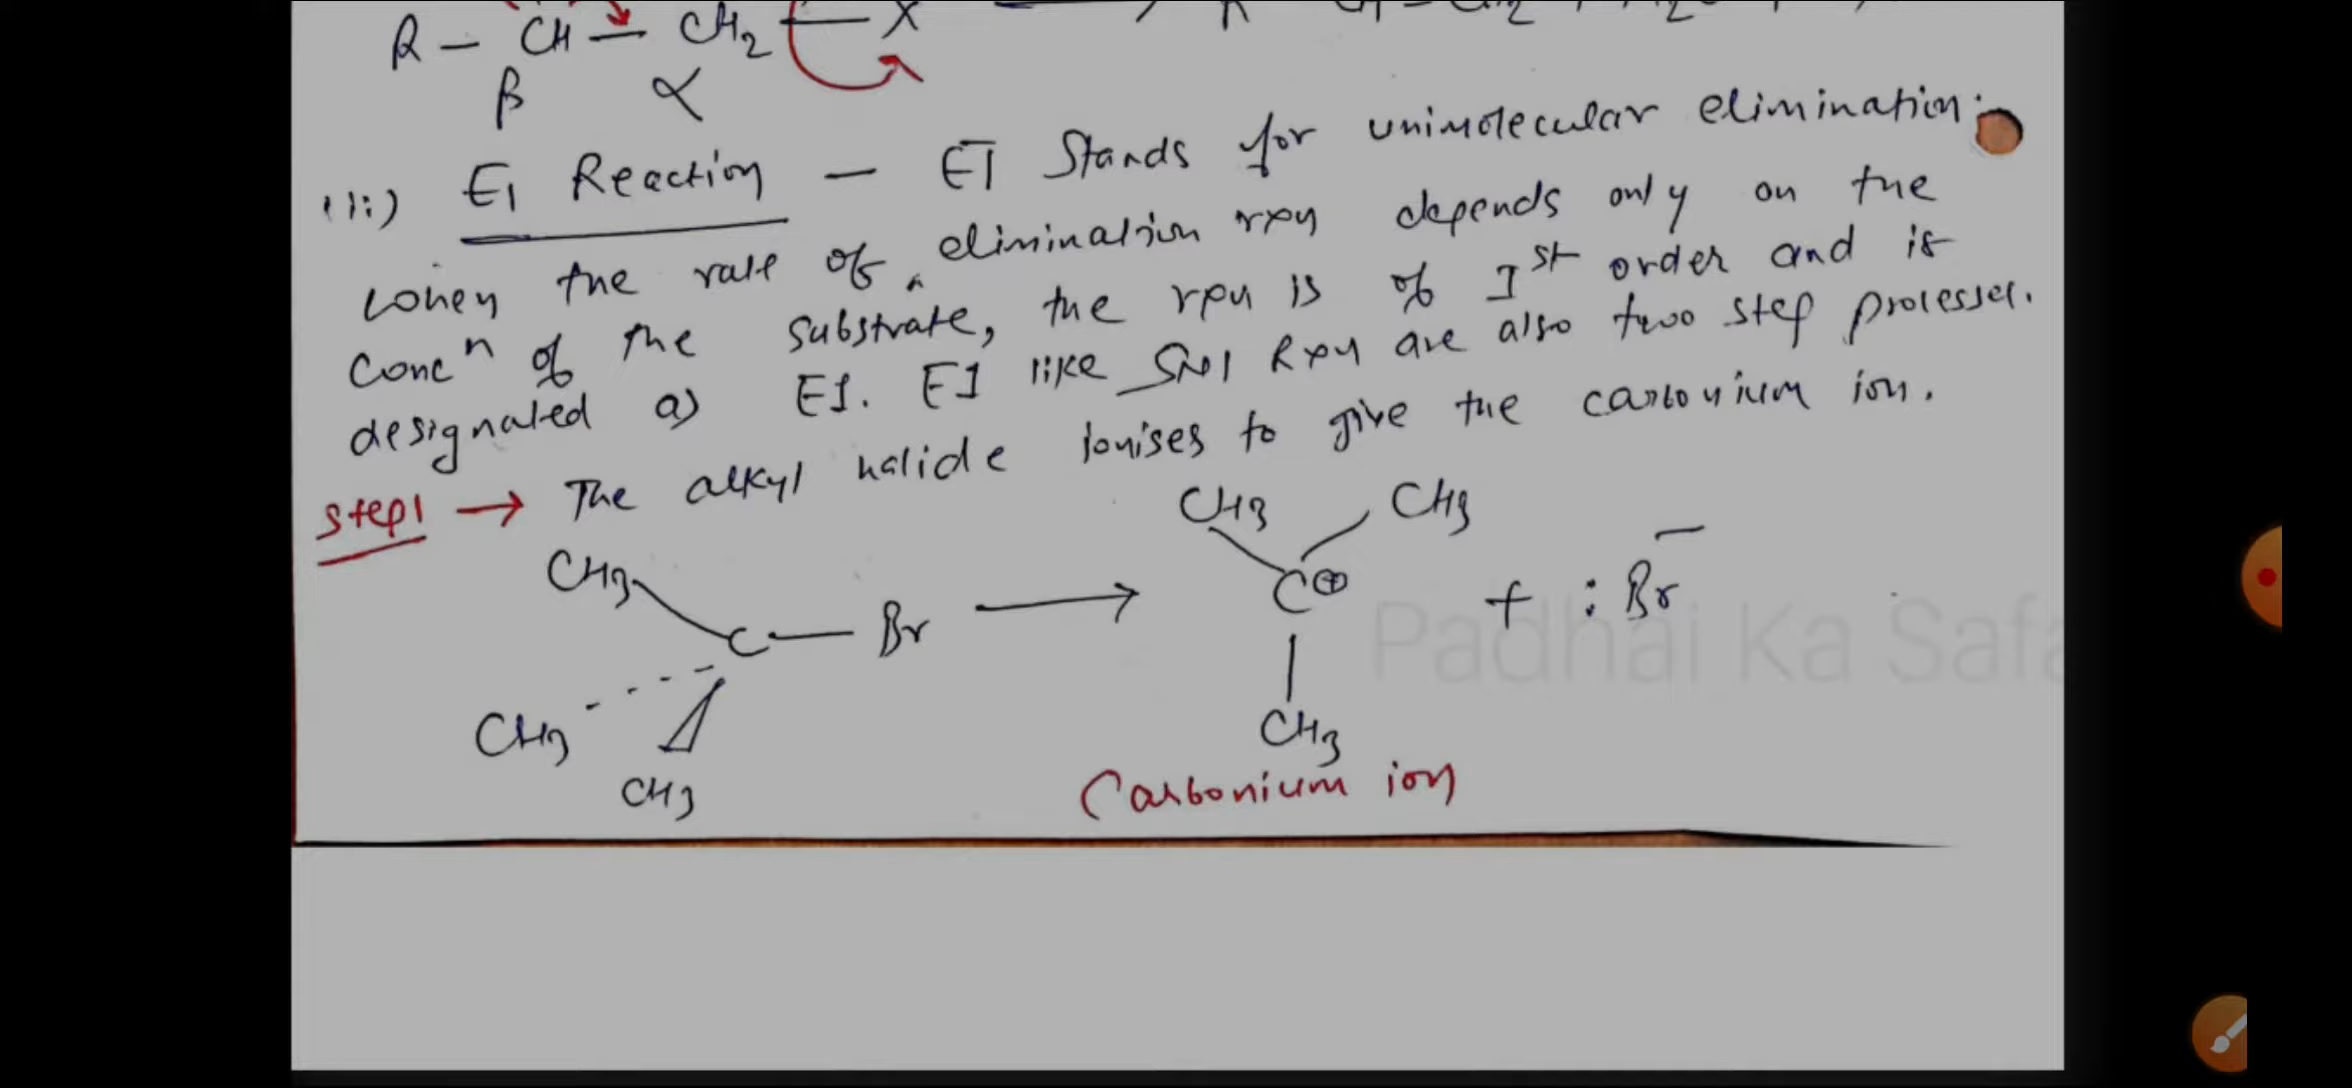 R - CH - CH2 - X
β α
(ii) E1 Reaction - E1 Stands for unimolecular elimination.
When the rate of elimination rxn depends only on the
concn of the substrate, the rxn is of Ist order and is
designated as E1. E1 like SN1 Rxn are also two step processes.
Step1 → The alkyl halide ionises to give the carbonium ion.
CH3 CH3
CH3
C - Br → C⊕ + :Br-
CH3 CH3
CH3
Carbonium ion
Padhai Ka Safa